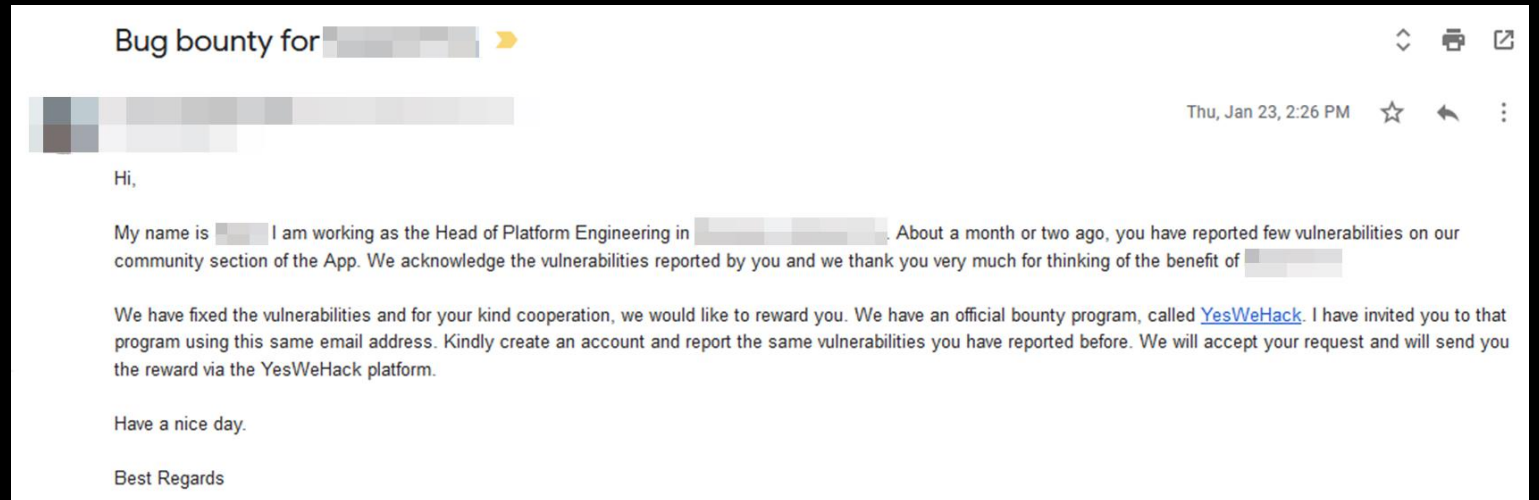 Bug bounty for
Thu, Jan 23, 2:26 PM
Hi,
My name is I am working as the Head of Platform Engineering in . About a month or two ago, you have reported few vulnerabilities on our
community section of the App. We acknowledge the vulnerabilities reported by you and we thank you very much for thinking of the benefit of
We have fixed the vulnerabilities and for your kind cooperation, we would like to reward you. We have an official bounty program, called YesWeHack. I have invited you to that
program using this same email address. Kindly create an account and report the same vulnerabilities you have reported before. We will accept your request and will send you
the reward via the YesWeHack platform.
Have a nice day.
Best Regards